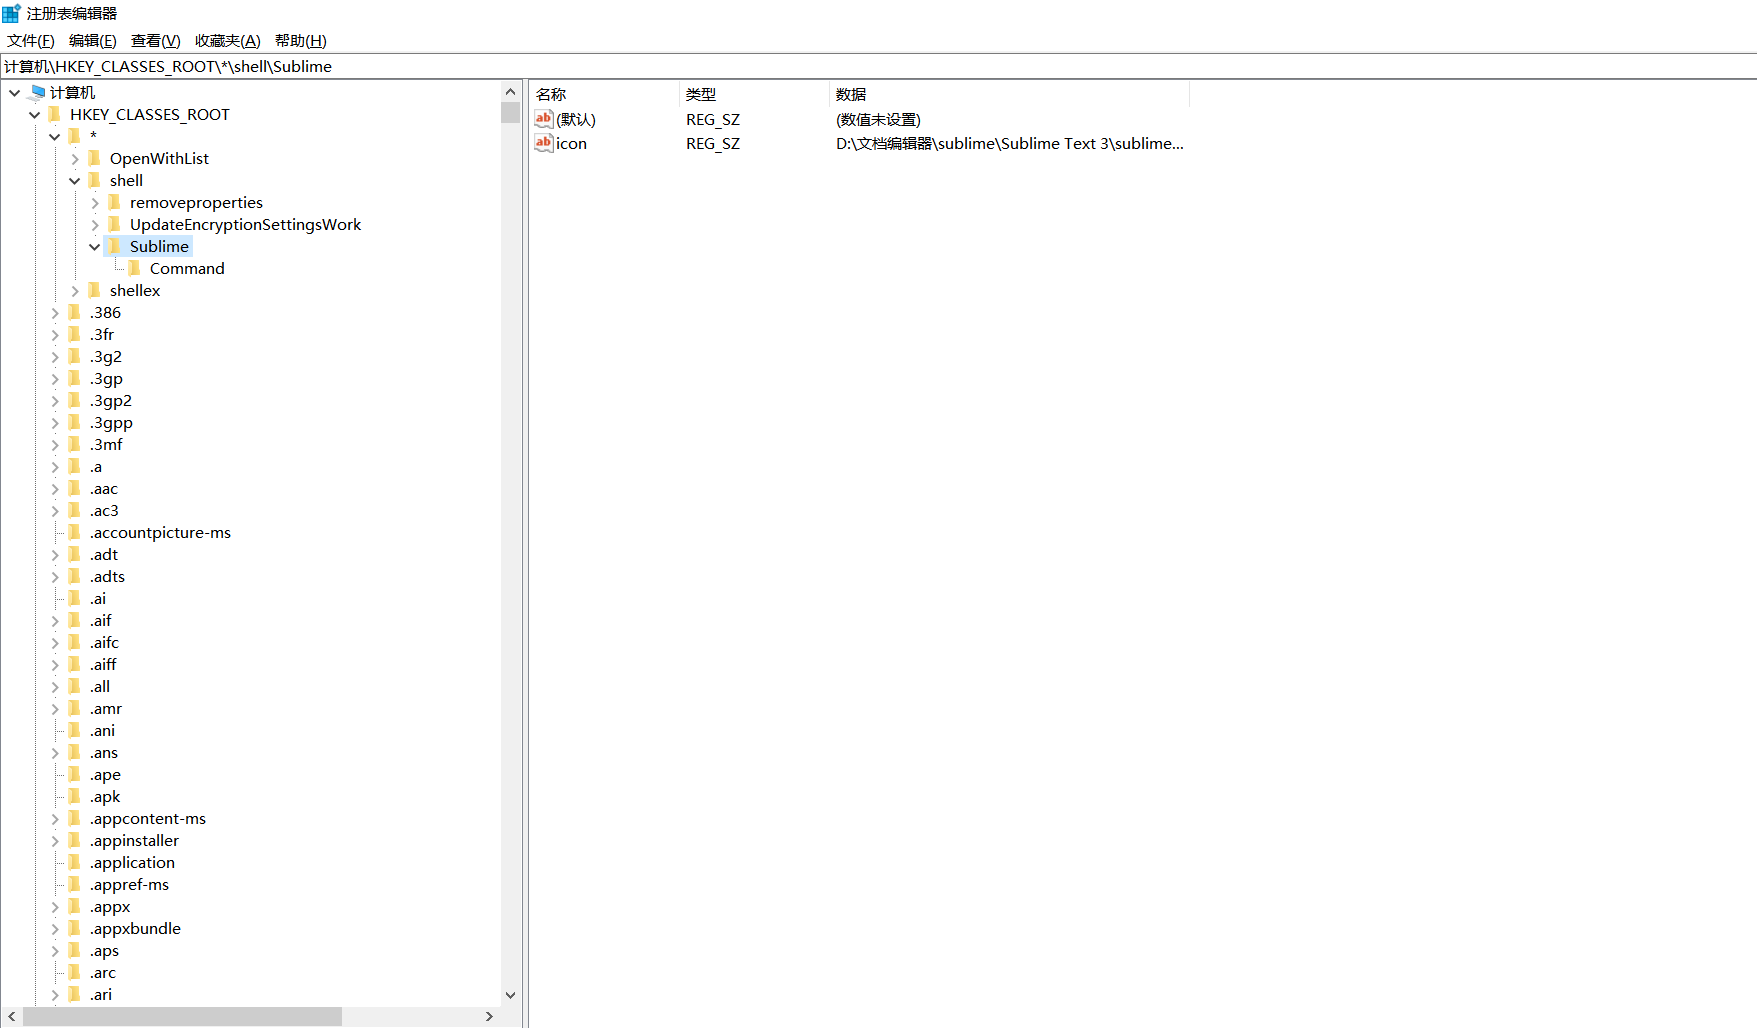 注册表编辑器
文件(F) 编辑(E) 查看(V) 收藏夹(A) 帮助(H)
计算机\HKEY_CLASSES_ROOT\*\shell\Sublime
计算机
HKEY_CLASSES_ROOT
*
OpenWithList
shell
removeproperties
UpdateEncryptionSettingsWork
Sublime
Command
shellex
.386
.3fr
.3g2
.3gp
.3gp2
.3gpp
.3mf
.a
.aac
.ac3
.accountpicture-ms
.adt
.adts
.ai
.aif
.aifc
.aiff
.all
.amr
.ani
.ans
.ape
.apk
.appcontent-ms
.appinstaller
.application
.appref-ms
.appx
.appxbundle
.aps
.arc
.ari
名称 类型 数据
ab (默认) REG_SZ (数值未设置)
ab icon REG_SZ D:\文档编辑器\sublime\Sublime Text 3\sublime...